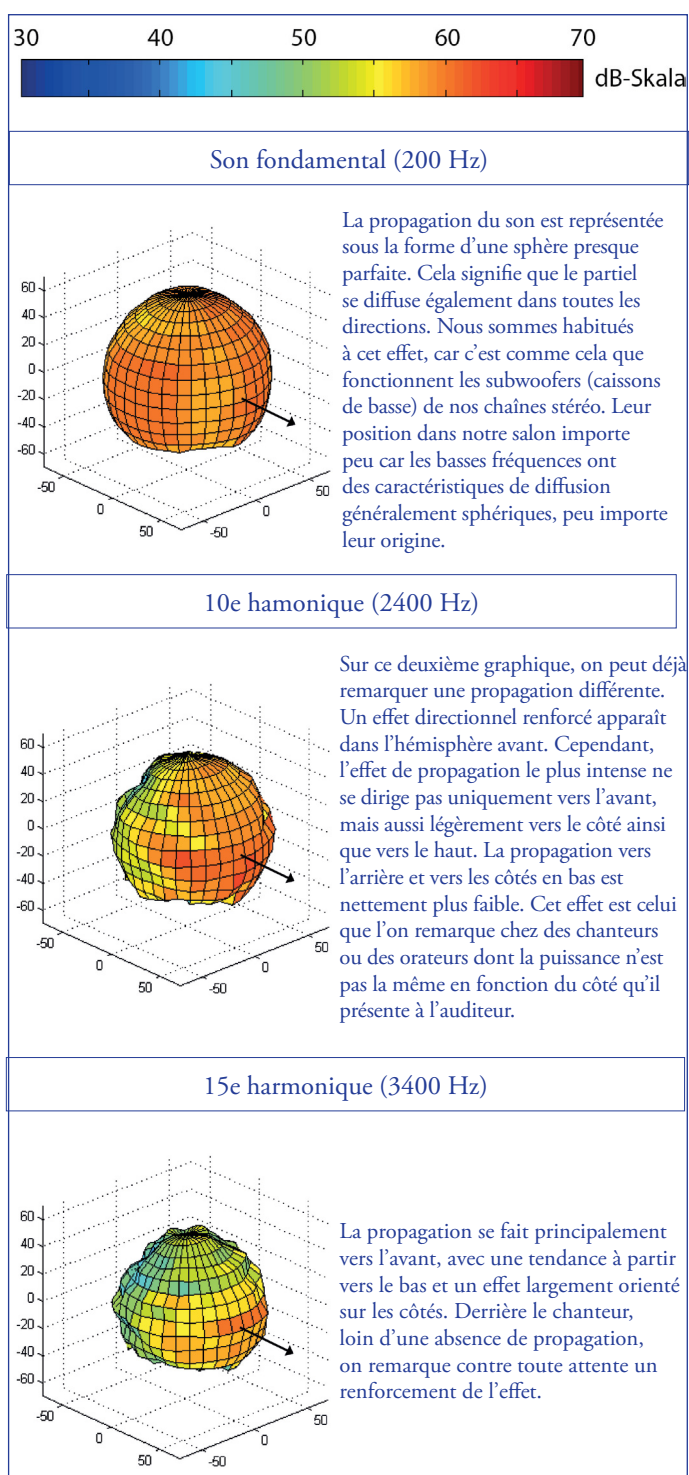 30 40 50 60 70
dB-Skala
Son fondamental (200 Hz)
La propagation du son est représentée
sous la forme d'une sphère presque
parfaite. Cela signifie que le partiel
se diffuse également dans toutes les
directions. Nous sommes habitués
à cet effet, car c'est comme cela que
fonctionnent les subwoofers (caissons
de basse) de nos chaînes stéréo. Leur
position dans notre salon importe
peu car les basses fréquences ont
des caractéristiques de diffusion
généralement sphériques, peu importe
leur origine.
60
40
20
0
-20
-40
-60
-50 0 50
-50 0 50
10e hamonique (2400 Hz)
Sur ce deuxième graphique, on peut déjà
remarquer une propagation différente.
Un effet directionnel renforcé apparaît
dans l'hémisphère avant. Cependant,
l'effet de propagation le plus intense ne
se dirige pas uniquement vers l'avant,
mais aussi légèrement vers le côté ainsi
que vers le haut. La propagation vers
l'arrière et vers les côtés en bas est
nettement plus faible. Cet effet est celui
que l'on remarque chez des chanteurs
ou des orateurs dont la puissance n'est
pas la même en fonction du côté qu'il
présente à l'auditeur.
60
40
20
0
-20
-40
-60
-50 0 50
-50 0 50
15e harmonique (3400 Hz)
La propagation se fait principalement
vers l'avant, avec une tendance à partir
vers le bas et un effet largement orienté
sur les côtés. Derrière le chanteur,
loin d'une absence de propagation,
on remarque contre toute attente un
renforcement de l'effet.
60
40
20
0
-20
-40
-60
-50 0 50
-50 0 50